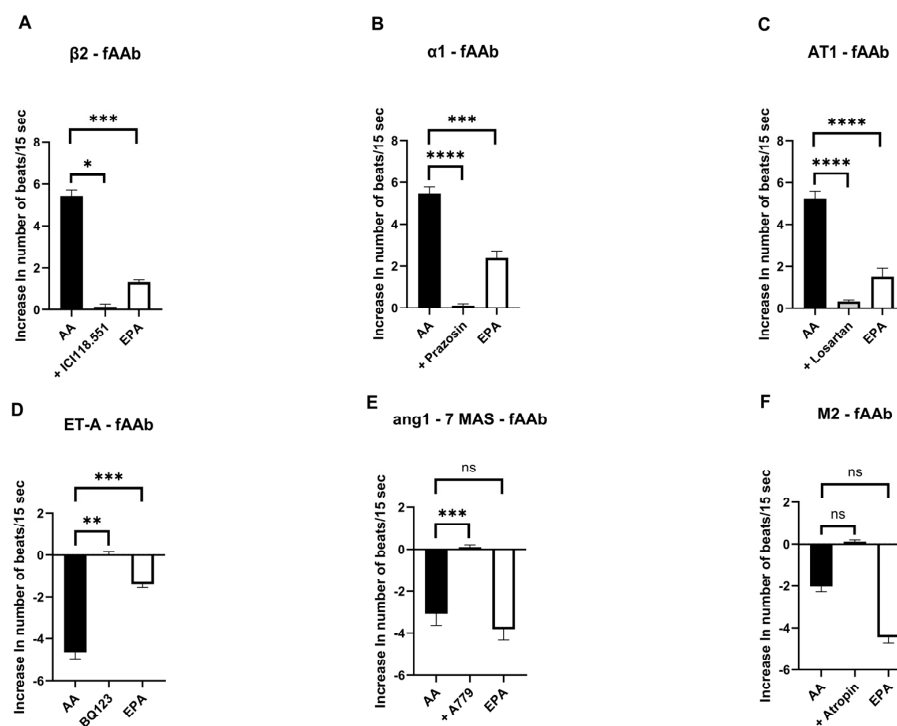 A
β2 - fAAb
Increase In number of beats/15 sec
8
6
4
2
0
***
*
AA
+ ICI118.551
EPA
B
α1 - fAAb
Increase In number of beats/15 sec
8
6
4
2
0
***
****
AA
+ Prazosin
EPA
C
AT1 - fAAb
Increase In number of beats/15 sec
8
6
4
2
0
****
****
AA
+ Losartan
EPA
D
ET-A - fAAb
Increase In number of beats/15 sec
2
0
-2
-4
-6
***
**
AA
BQ123
EPA
E
ang1 - 7 MAS - fAAb
Increase In number of beats/15 sec
2
0
-2
-4
-6
ns
***
AA
+ A779
EPA
F
M2 - fAAb
Increase In number of beats/15 sec
2
0
-2
-4
-6
ns
ns
AA
+ Atropin
EPA